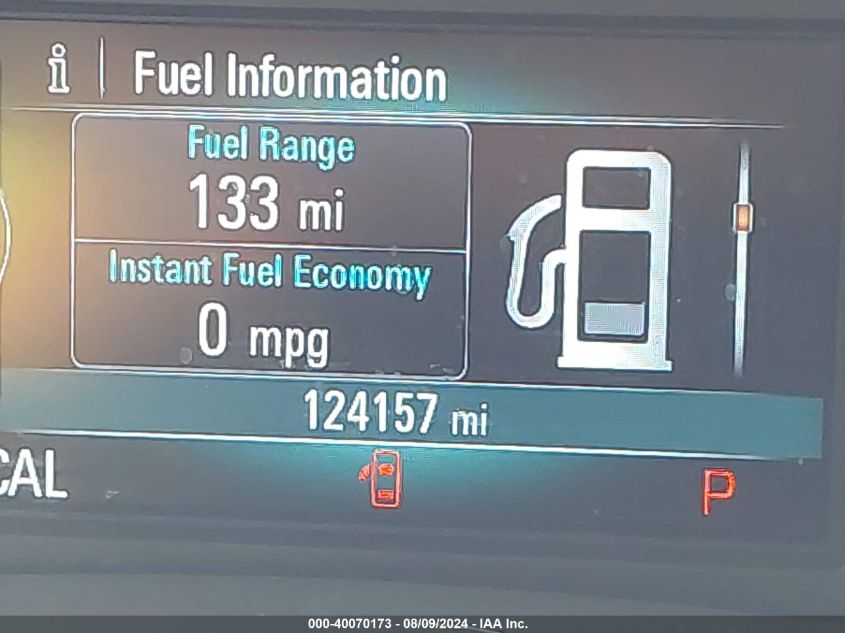 i | Fuel Information
Fuel Range
133 mi
Instant Fuel Economy
0 mpg
124157 mi
CAL
P
000-40070173 - 08/09/2024 - IAA Inc.